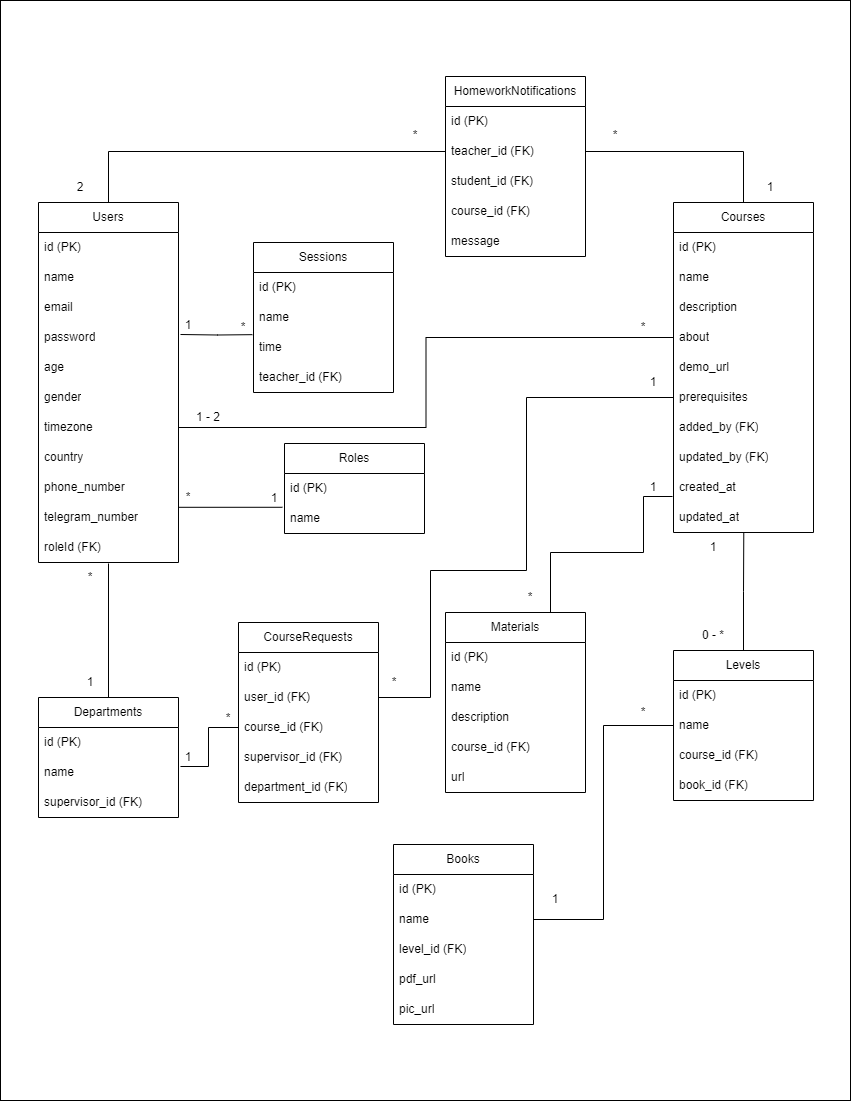 HomeworkNotifications
id (PK)
teacher_id (FK)
student_id (FK)
course_id (FK)
message
*
*
2
1
Users
id (PK)
name
email
password
age
gender
timezone
country
phone_number
telegram_number
roleId (FK)
Sessions
id (PK)
name
time
teacher_id (FK)
1
*
Courses
id (PK)
name
description
about
demo_url
prerequisites
added_by (FK)
updated_by (FK)
created_at
updated_at
*
1
1 - 2
1
Roles
id (PK)
name
*
1
1
*
*
0 - *
1
CourseRequests
id (PK)
user_id (FK)
course_id (FK)
supervisor_id (FK)
department_id (FK)
*
*
1
Materials
id (PK)
name
description
course_id (FK)
url
Levels
id (PK)
name
course_id (FK)
book_id (FK)
*
Departments
id (PK)
name
supervisor_id (FK)
Books
id (PK)
name
level_id (FK)
pdf_url
pic_url
1